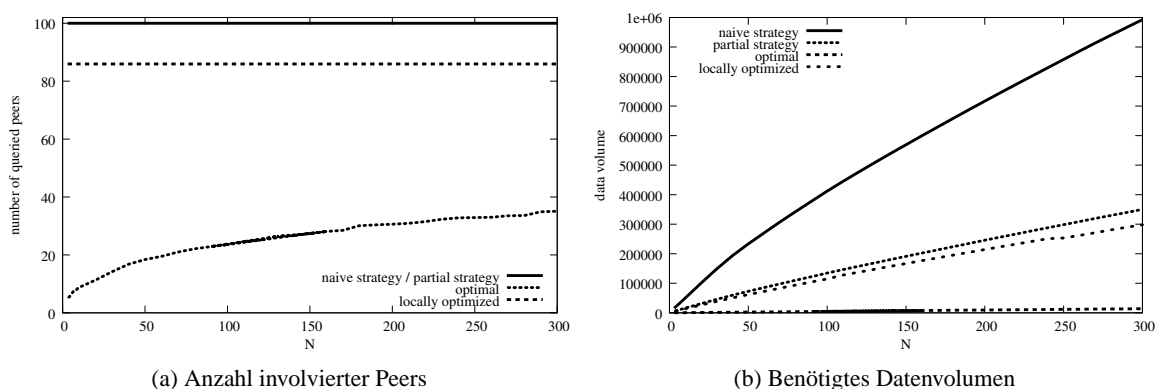 100
80
60
40
20
0
number of queried peers
0
50
100
150
200
250
300
N
naive strategy / partial strategy
optimal
locally optimized
(a) Anzahl involvierter Peers
1e+06
900000
800000
700000
600000
500000
400000
300000
200000
100000
0
data volume
0
50
100
150
200
250
300
N
naive strategy
partial strategy
optimal
locally optimized
(b) Benötigtes Datenvolumen